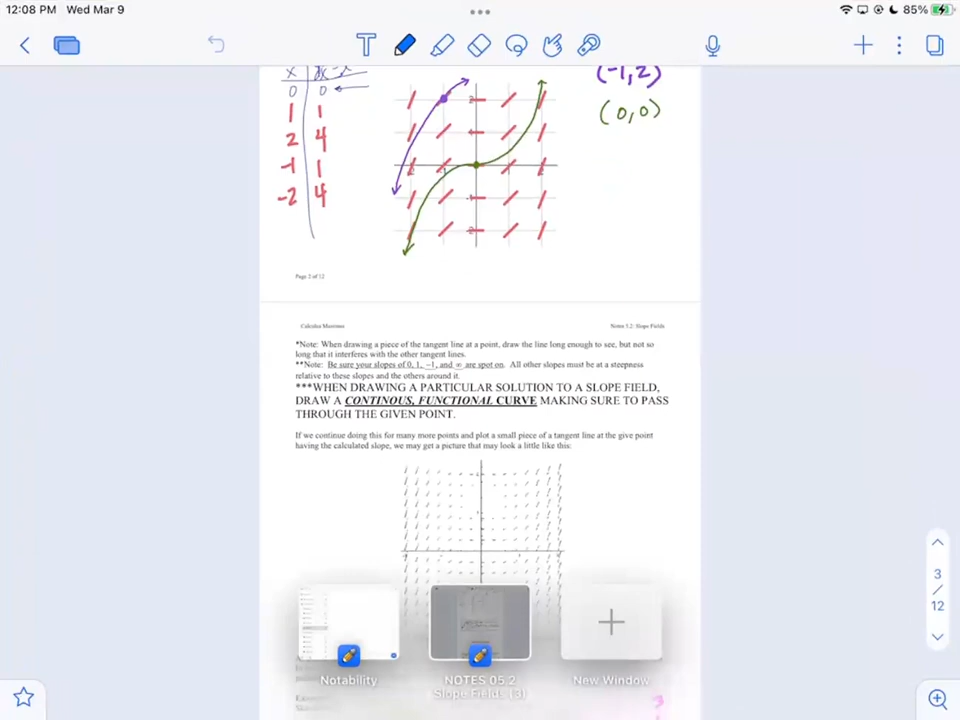 12:08 PM Wed Mar 9
85%
T
x
0 0
1 1
2 4
-1 1
-2 4
(-1,2)
(0,0)
Page 2 of 12
Calculus Maximus
Notes 5.2: Slope Fields
*Note: When drawing a piece of the tangent line at a point, draw the line long enough to see, but not so
long that it interferes with the other tangent lines.
**Note: Be sure your slopes of 0, 1, −1, and ∞ are spot on. All other slopes must be at a steepness
relative to these slopes and the others around it.
***WHEN DRAWING A PARTICULAR SOLUTION TO A SLOPE FIELD,
DRAW A CONTINOUS, FUNCTIONAL CURVE MAKING SURE TO PASS
THROUGH THE GIVEN POINT.
If we continue doing this for many more points and plot a small piece of a tangent line at the give point
having the calculated slope, we may get a picture that may look a little like this:
3
/
12
Notability
NOTES 05.2
Slope Fields (3)
New Window